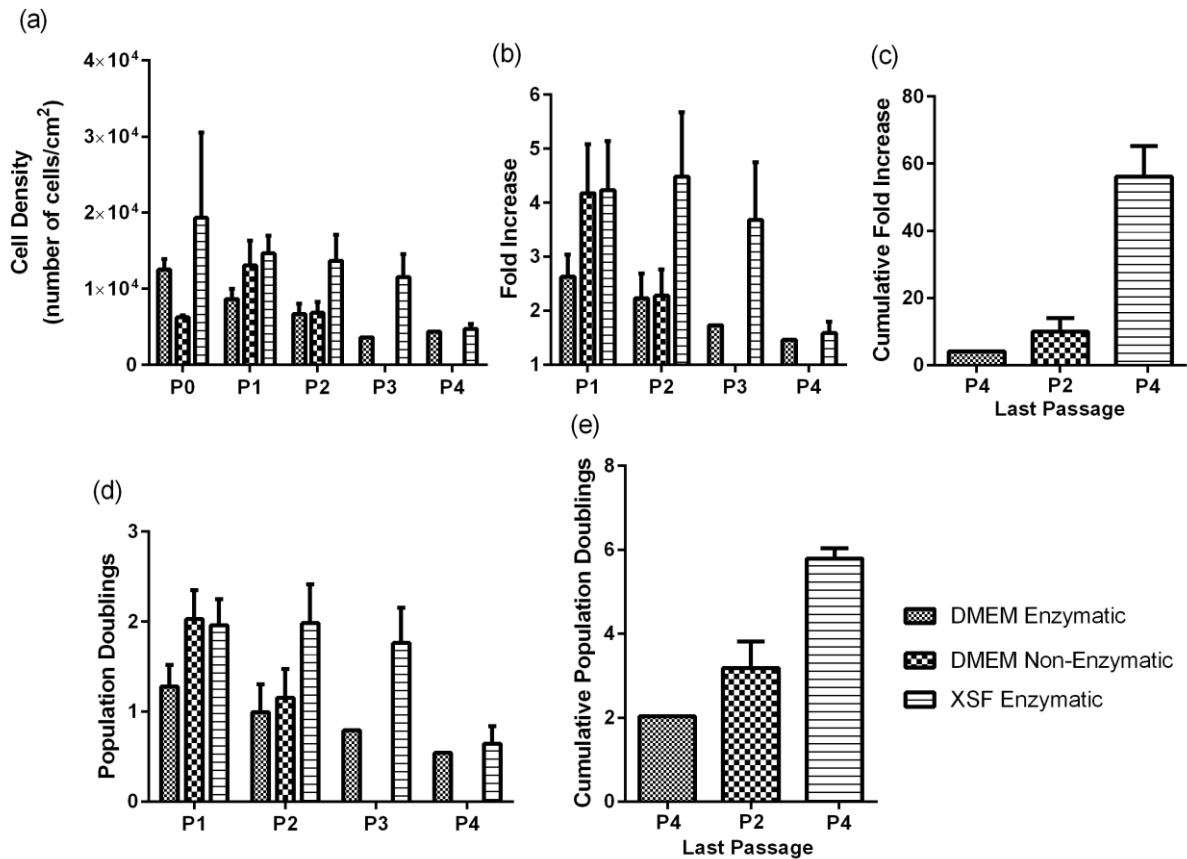 (a)
Cell Density
(number of cells/cm²)
4×10⁴
3×10⁴
2×10⁴
1×10⁴
0
P0 P1 P2 P3 P4
(b)
Fold Increase
6
5
4
3
2
1
P1 P2 P3 P4
(c)
Cumulative Fold Increase
80
60
40
20
0
P4 P2 P4
Last Passage
(d)
Population Doublings
3
2
1
0
P1 P2 P3 P4
(e)
Cumulative Population Doublings
8
6
4
2
0
P4 P2 P4
Last Passage
DMEM Enzymatic
DMEM Non-Enzymatic
XSF Enzymatic